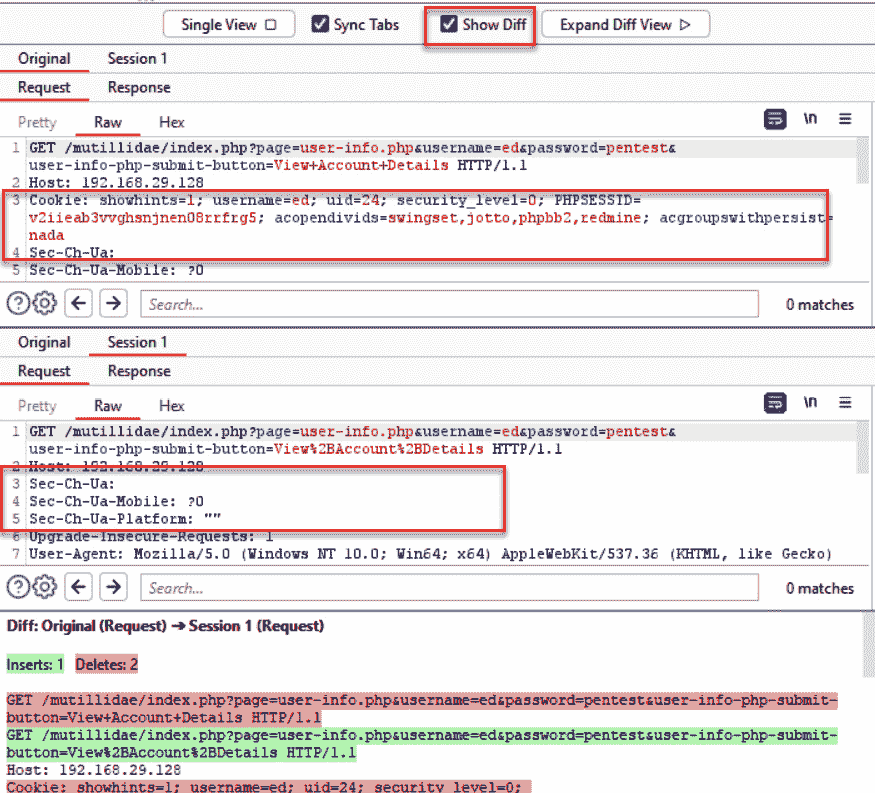 Single View Sync Tabs Show Diff Expand Diff View
Original Session 1
Request Response
Pretty Raw Hex \n
1 GET /mutillidae/index.php?page=user-info.php&username=ed&password=pentest&
user-info-php-submit-button=View+Account+Details HTTP/1.1
2 Host: 192.168.29.128
3 Cookie: showhints=1; username=ed; uid=24; security_level=0; PHPSESSID=
v2iieab3vvghsnjnen08rrfrg5; acopendivids=swingset,jotto,phpbb2,redmine; acgroupswithpersist=
nada
4 Sec-Ch-Ua:
5 Sec-Ch-Ua-Mobile: ?0
? Search... 0 matches
Original Session 1
Request Response
Pretty Raw Hex \n
1 GET /mutillidae/index.php?page=user-info.php&username=ed&password=pentest&
user-info-php-submit-button=View%2BAccount%2BDetails HTTP/1.1
2 Host: 192.168.29.128
3 Sec-Ch-Ua:
4 Sec-Ch-Ua-Mobile: ?0
5 Sec-Ch-Ua-Platform: ""
6 Upgrade-Insecure-Requests: 1
7 User-Agent: Mozilla/5.0 (Windows NT 10.0; Win64; x64) AppleWebKit/537.36 (KHTML, like Gecko)
? Search... 0 matches
Diff: Original (Request) → Session 1 (Request)
Inserts: 1 Deletes: 2
GET /mutillidae/index.php?page=user-info.php&username=ed&password=pentest&user-info-php-submit-
button=View+Account+Details HTTP/1.1
GET /mutillidae/index.php?page=user-info.php&username=ed&password=pentest&user-info-php-submit-
button=View%2BAccount%2BDetails HTTP/1.1
Host: 192.168.29.128
Cookie: showhints=1; username=ed; uid=24; security_level=0;